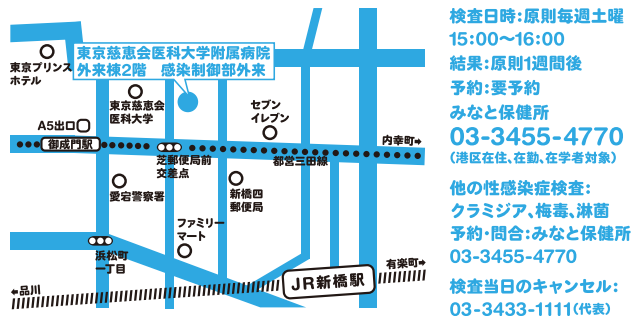 東京慈恵会医科大学附属病院
外来棟2階　感染制御部外来
東京プリンス
ホテル
東京慈恵会
医科大学
セブン
イレブン
A5出口
御成門駅
内幸町→
芝郵便局前
交差点
都営三田線
愛宕警察署
新橋四
郵便局
ファミリー
マート
浜松町
一丁目
有楽町→
JR新橋駅
←品川
検査日時:原則毎週土曜
15:00〜16:00
結果:原則1週間後
予約:要予約
みなと保健所
03-3455-4770
(港区在住、在勤、在学者対象)
他の性感染症検査:
クラミジア、梅毒、淋菌
予約・問合:みなと保健所
03-3455-4770
検査当日のキャンセル:
03-3433-1111(代表)